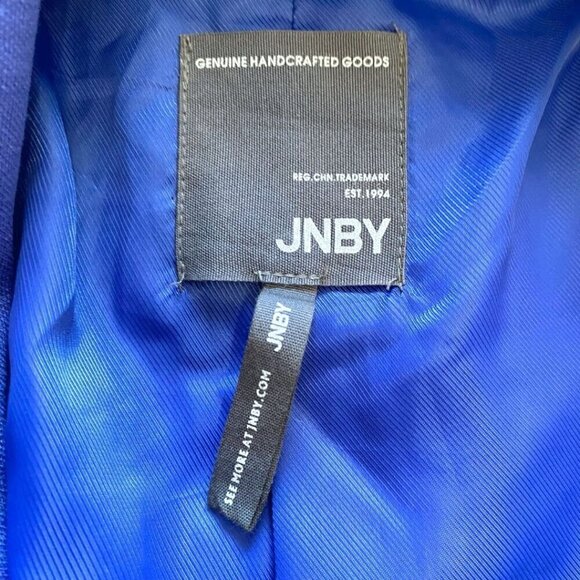 GENUINE HANDCRAFTED GOODS
REG.CHN.TRADEMARK
EST.1994
JNBY
JNBY
SEE MORE AT JNBY.COM